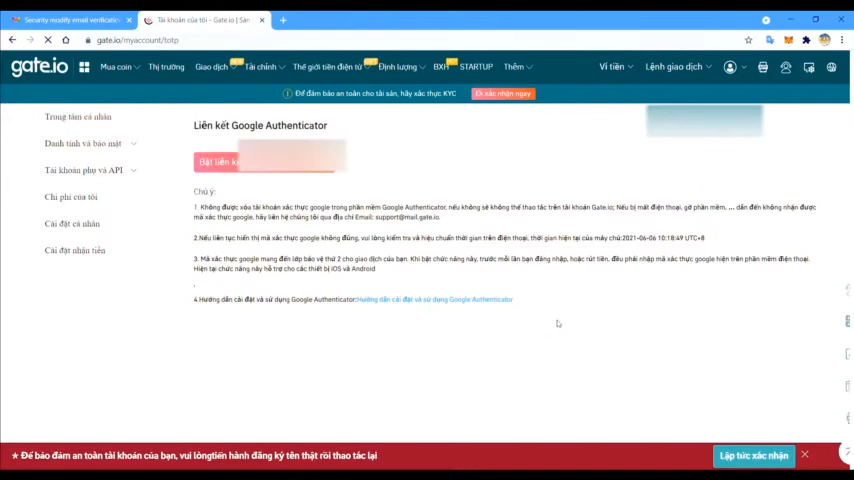 Security modify email verification
Tài khoản của tôi - Gate.io | Sàn
gate.io/myaccount/totp
gate.io
Mua coin
Thị trường
Giao dịch
Tài chính
Thế giới tiền điện tử
Định lượng
BXH
STARTUP
Thêm
Ví tiền
Lệnh giao dịch
Để đảm bảo an toàn cho tài sản, hãy xác thực KYC
Đi xác nhận ngay
Trung tâm cá nhân
Danh tính và bảo mật
Tài khoản phụ và API
Chi phí của tôi
Cài đặt cá nhân
Cài đặt nhận tiền
Liên kết Google Authenticator
Bật liên k
Chú ý:
1. Không được xóa tài khoản xác thực google trong phần mềm Google Authenticator, nếu không sẽ không thể thao tác trên tài khoản Gate.io; Nếu bị mất điện thoại, gỡ phần mềm, ... dẫn đến không nhận được
mã xác thực google, hãy liên hệ chúng tôi qua địa chỉ Email: support@mail.gate.io.
2.Nếu liên tục hiển thị mã xác thực google không đúng, vui lòng kiểm tra và hiệu chuẩn thời gian trên điện thoại, thời gian hiện tại của máy chủ:2021-06-06 10:18:49 UTC+8
3. Mã xác thực google mang đến lớp bảo vệ thứ 2 cho giao dịch của bạn. Khi bật chức năng này, trước mỗi lần bạn đăng nhập, hoặc rút tiền, đều phải nhập mã xác thực google hiện trên phần mềm điện thoại.
Hiện tại chức năng này hỗ trợ cho các thiết bị iOS và Android
.
4.Hướng dẫn cài đặt và sử dụng Google Authenticator:Hướng dẫn cài đặt và sử dụng Google Authenticator
★ Để bảo đảm an toàn tài khoản của bạn, vui lòngtiến hành đăng ký tên thật rồi thao tác lại
Lập tức xác nhận